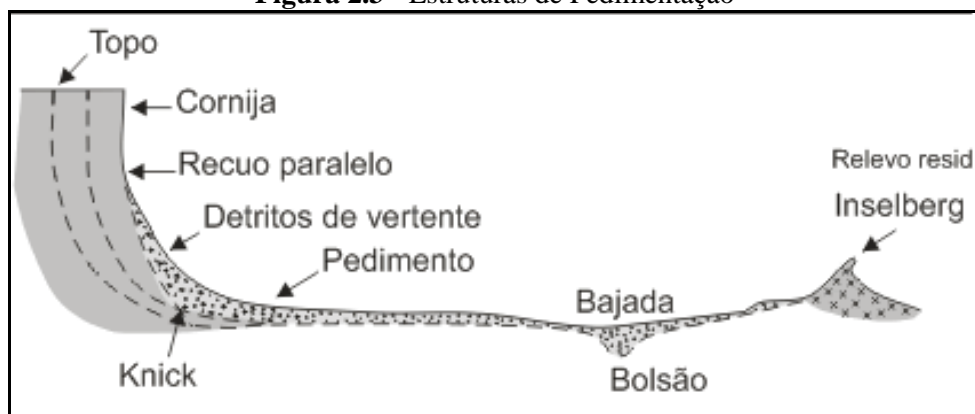 Figura 2.3 - Estruturas de Pedimentação
Topo
Cornija
Recuo paralelo
Relevo resid
Detritos de vertente
Inselberg
Pedimento
Bajada
Knick
Bolsão